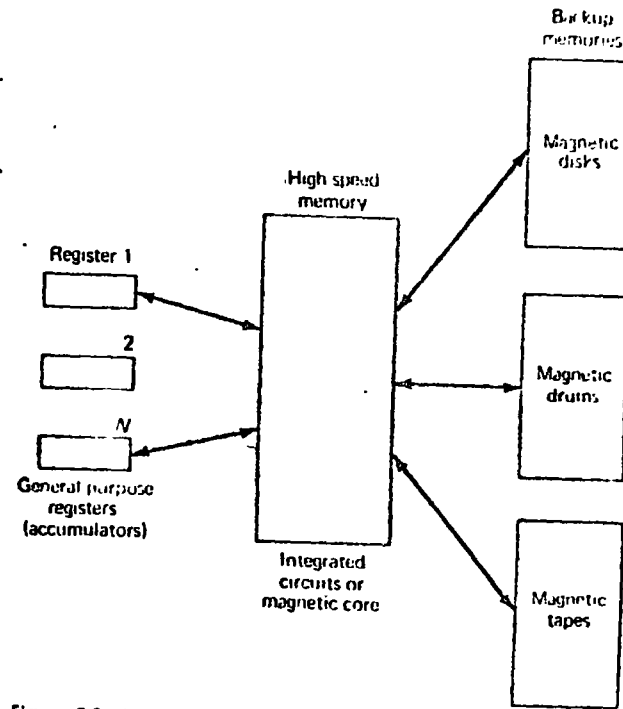 Backup
memories
Magnetic
disks
High speed
memory
Register 1
2
Magnetic
drums
N
General purpose
registers
(accumulators)
Integrated
circuits or
magnetic core
Magnetic
tapes
Figure